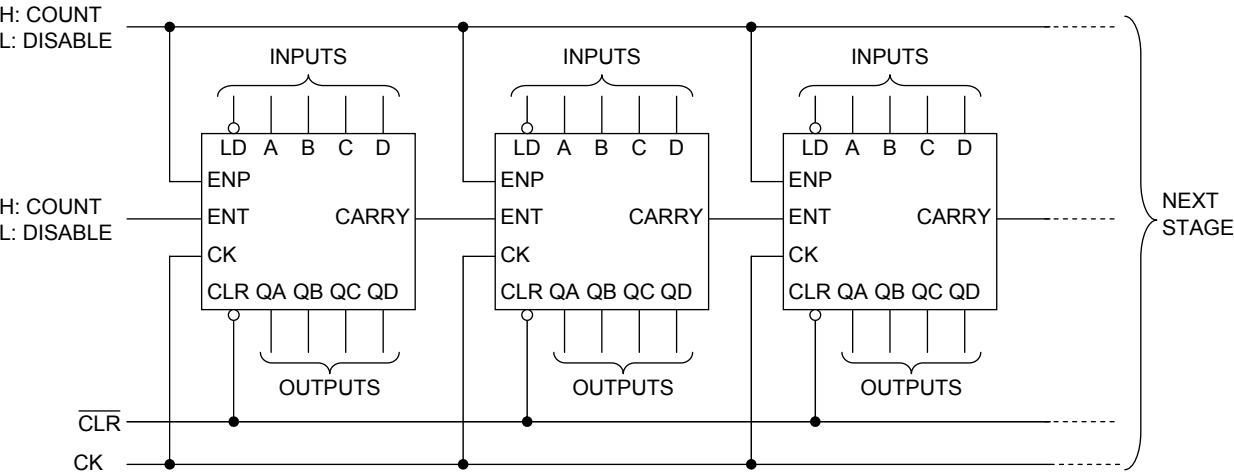 H: COUNT
L: DISABLE
INPUTS
INPUTS
INPUTS
LD A B C D
LD A B C D
LD A B C D
ENP
ENP
ENP
H: COUNT
L: DISABLE
ENT CARRY
ENT CARRY
ENT CARRY
NEXT
STAGE
CK
CK
CK
CLR QA QB QC QD
CLR QA QB QC QD
CLR QA QB QC QD
OUTPUTS
OUTPUTS
OUTPUTS
C̅L̅R̅
CK